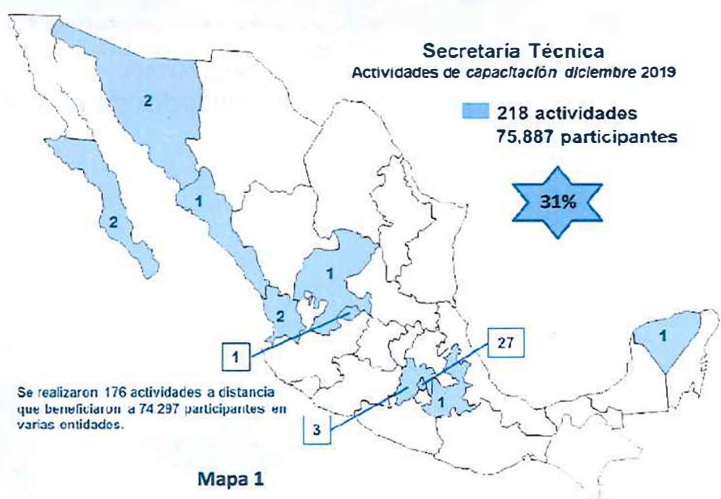 Secretaría Técnica
Actividades de capacitación diciembre 2019
218 actividades
75,887 participantes
31%
2
1
2
1
2
1
1
27
1
3
Se realizaron 176 actividades a distancia
que beneficiaron a 74,297 participantes en
varias entidades.
Mapa 1